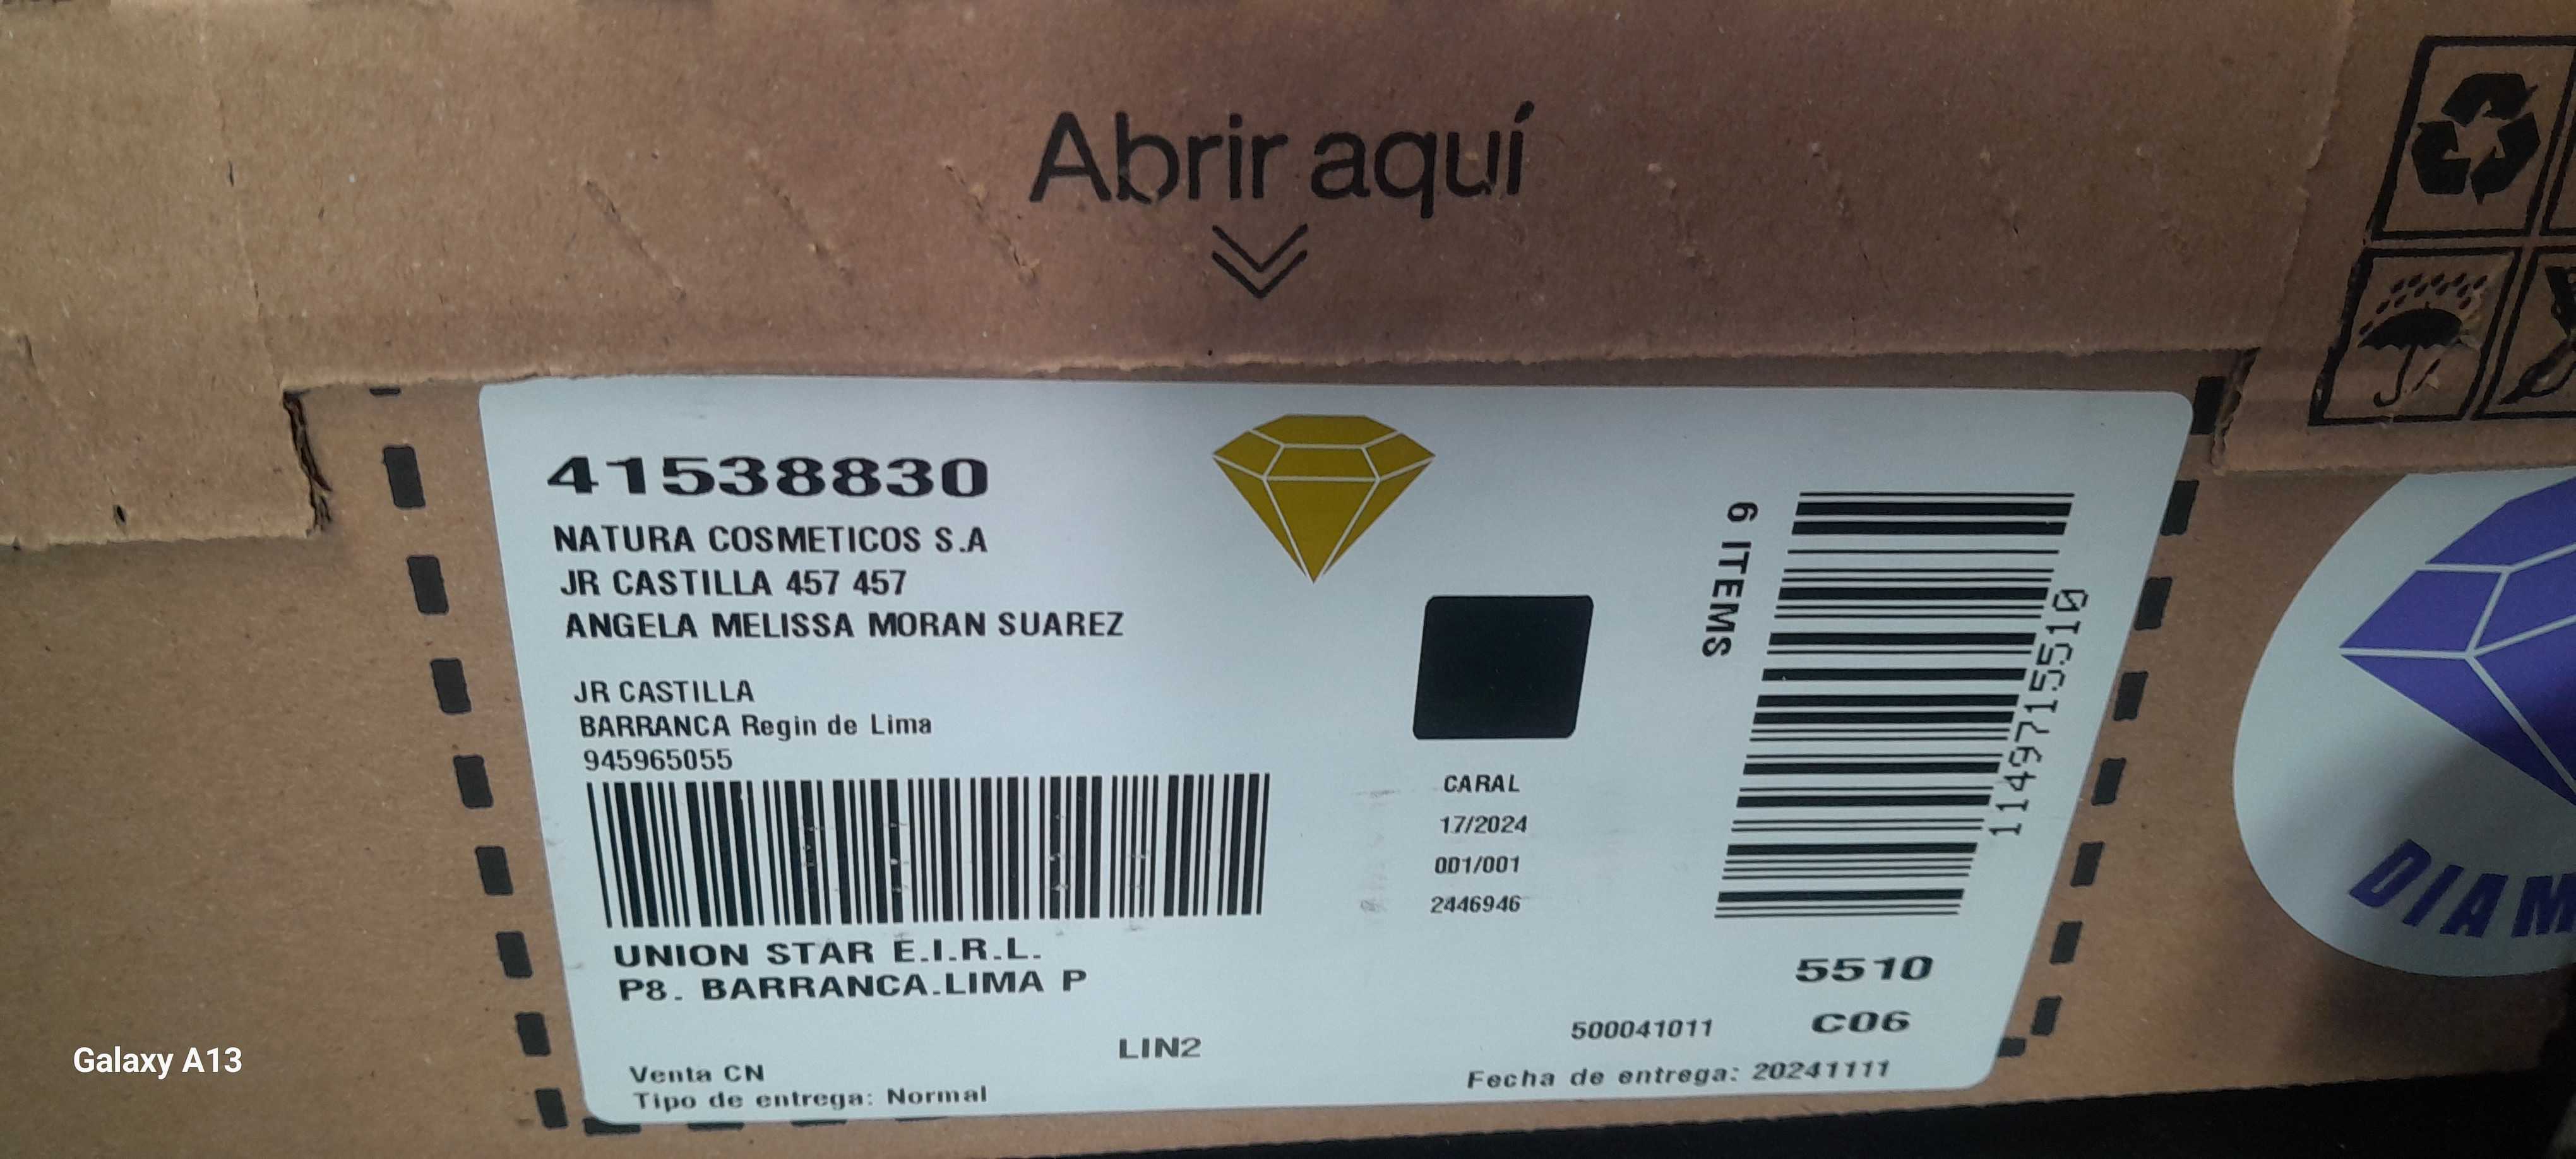 Abrir aquí
41538830
NATURA COSMETICOS S.A
JR CASTILLA 457 457
ANGELA MELISSA MORAN SUAREZ
JR CASTILLA
BARRANCA Regin de Lima
945965055
UNION STAR E.I.R.L.
P8. BARRANCA.LIMA P
LIN2
Venta CN
Tipo de entrega: Normal
CARAL
17/2024
001/001
2446946
6 ITEMS
11497155510
5510
C06
500041011
Fecha de entrega: 20241111
DIAM
Galaxy A13